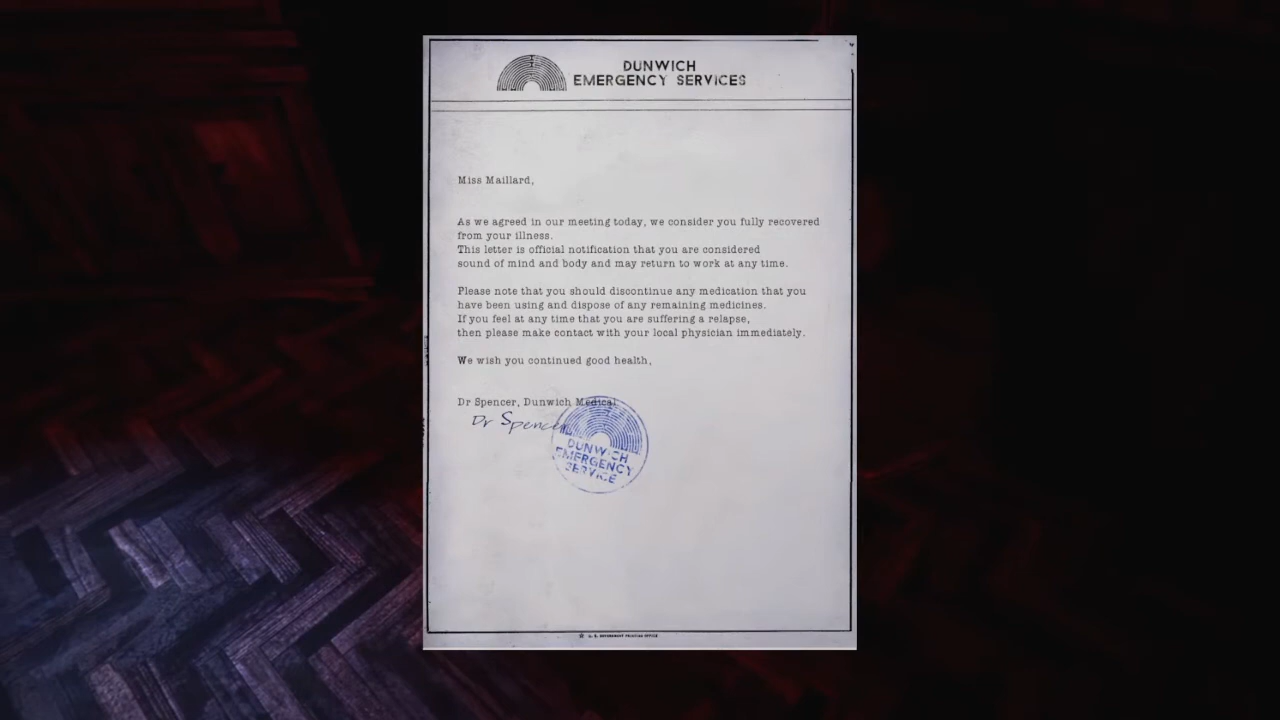 DUNWICH
EMERGENCY SERVICES
Miss Maillard,
As we agreed in our meeting today, we consider you fully recovered
from your illness.
This letter is official notification that you are considered
sound of mind and body and may return to work at any time.
Please note that you should discontinue any medication that you
have been using and dispose of any remaining medicines.
If you feel at any time that you are suffering a relapse,
then please make contact with your local physician immediately.
We wish you continued good health,
Dr Spencer, Dunwich Medical
Dr Spencer
DUNWICH
EMERGENCY
SERVICE
U. S. GOVERNMENT PRINTING OFFICE